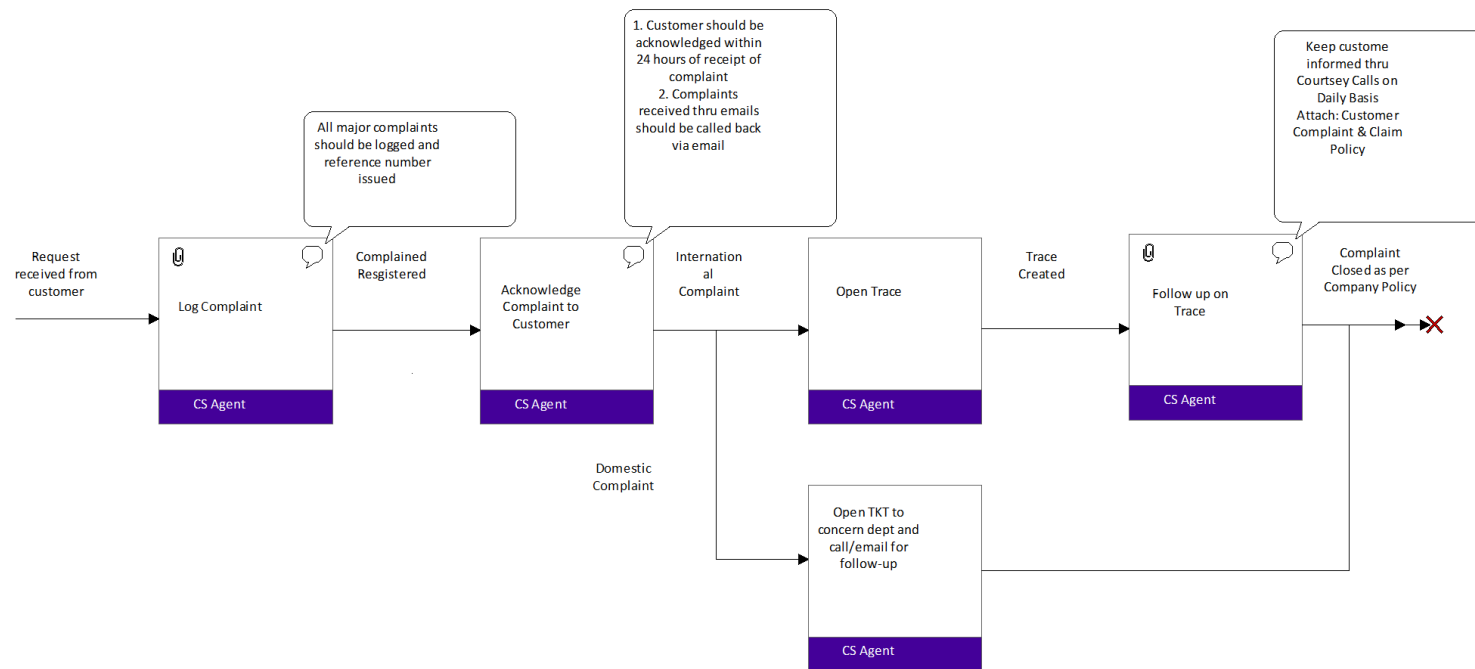 1. Customer should be
acknowledged within
24 hours of receipt of
complaint
2. Complaints
received thru emails
should be called back
via email
Keep custome
informed thru
Courtsey Calls on
Daily Basis
Attach: Customer
Complaint & Claim
Policy
All major complaints
should be logged and
reference number
issued
Request
received from
customer
Log Complaint
CS Agent
Complained
Resgistered
Acknowledge
Complaint to
Customer
CS Agent
Internation
al
Complaint
Open Trace
CS Agent
Trace
Created
Follow up on
Trace
CS Agent
Complaint
Closed as per
Company Policy
Domestic
Complaint
Open TKT to
concern dept and
call/email for
follow-up
CS Agent